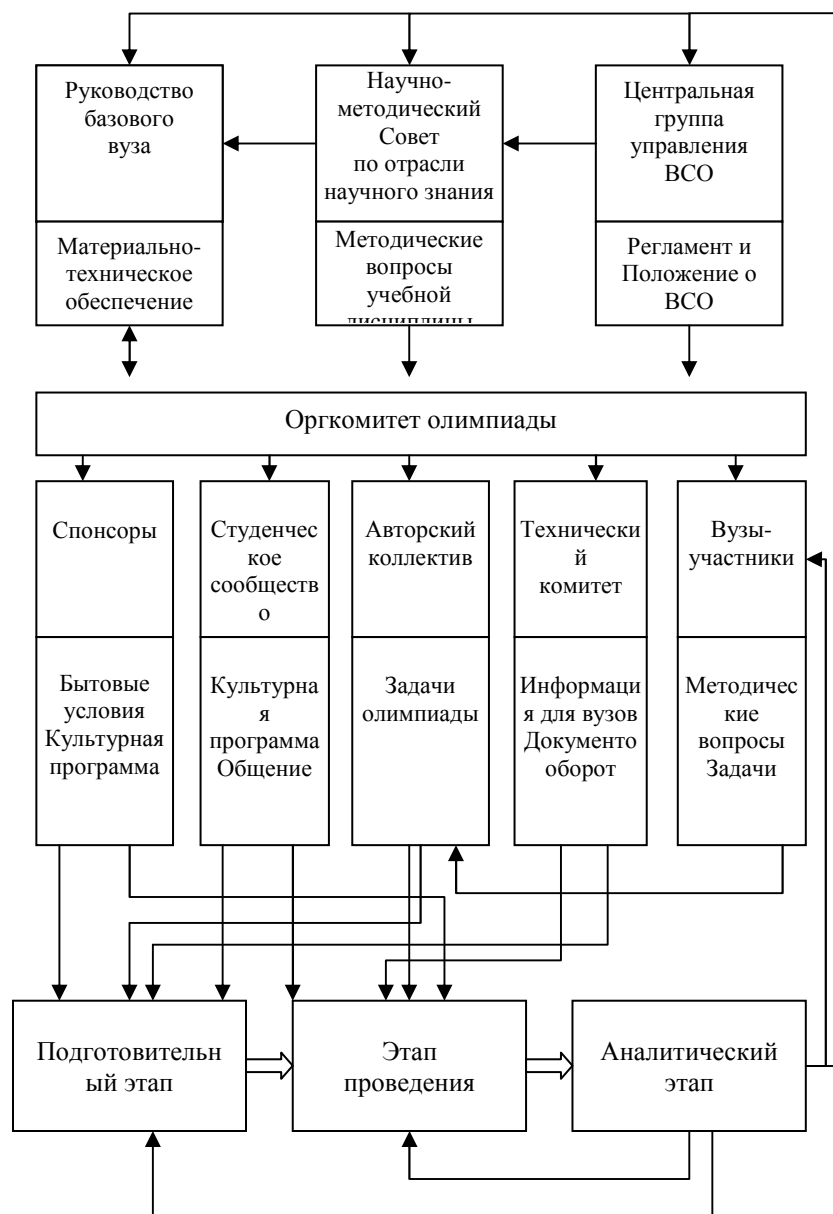 Руководство
базового
вуза
Научно-
методический
Совет
по отрасли
научного знания
Центральная
группа
управления
ВСО
Материально-
техническое
обеспечение
Методические
вопросы
учебной
дисциплины
Регламент и
Положение о
ВСО
Оргкомитет олимпиады
Спонсоры
Студенчес
кое
сообществ
о
Авторский
коллектив
Технически
й
комитет
Вузы-
участники
Бытовые
условия
Культурная
программа
Культурна
я
программа
Общение
Задачи
олимпиады
Информаци
я для вузов
Документо
оборот
Методичес
кие
вопросы
Задачи
Подготовительн
ый этап
Этап
проведения
Аналитический
этап